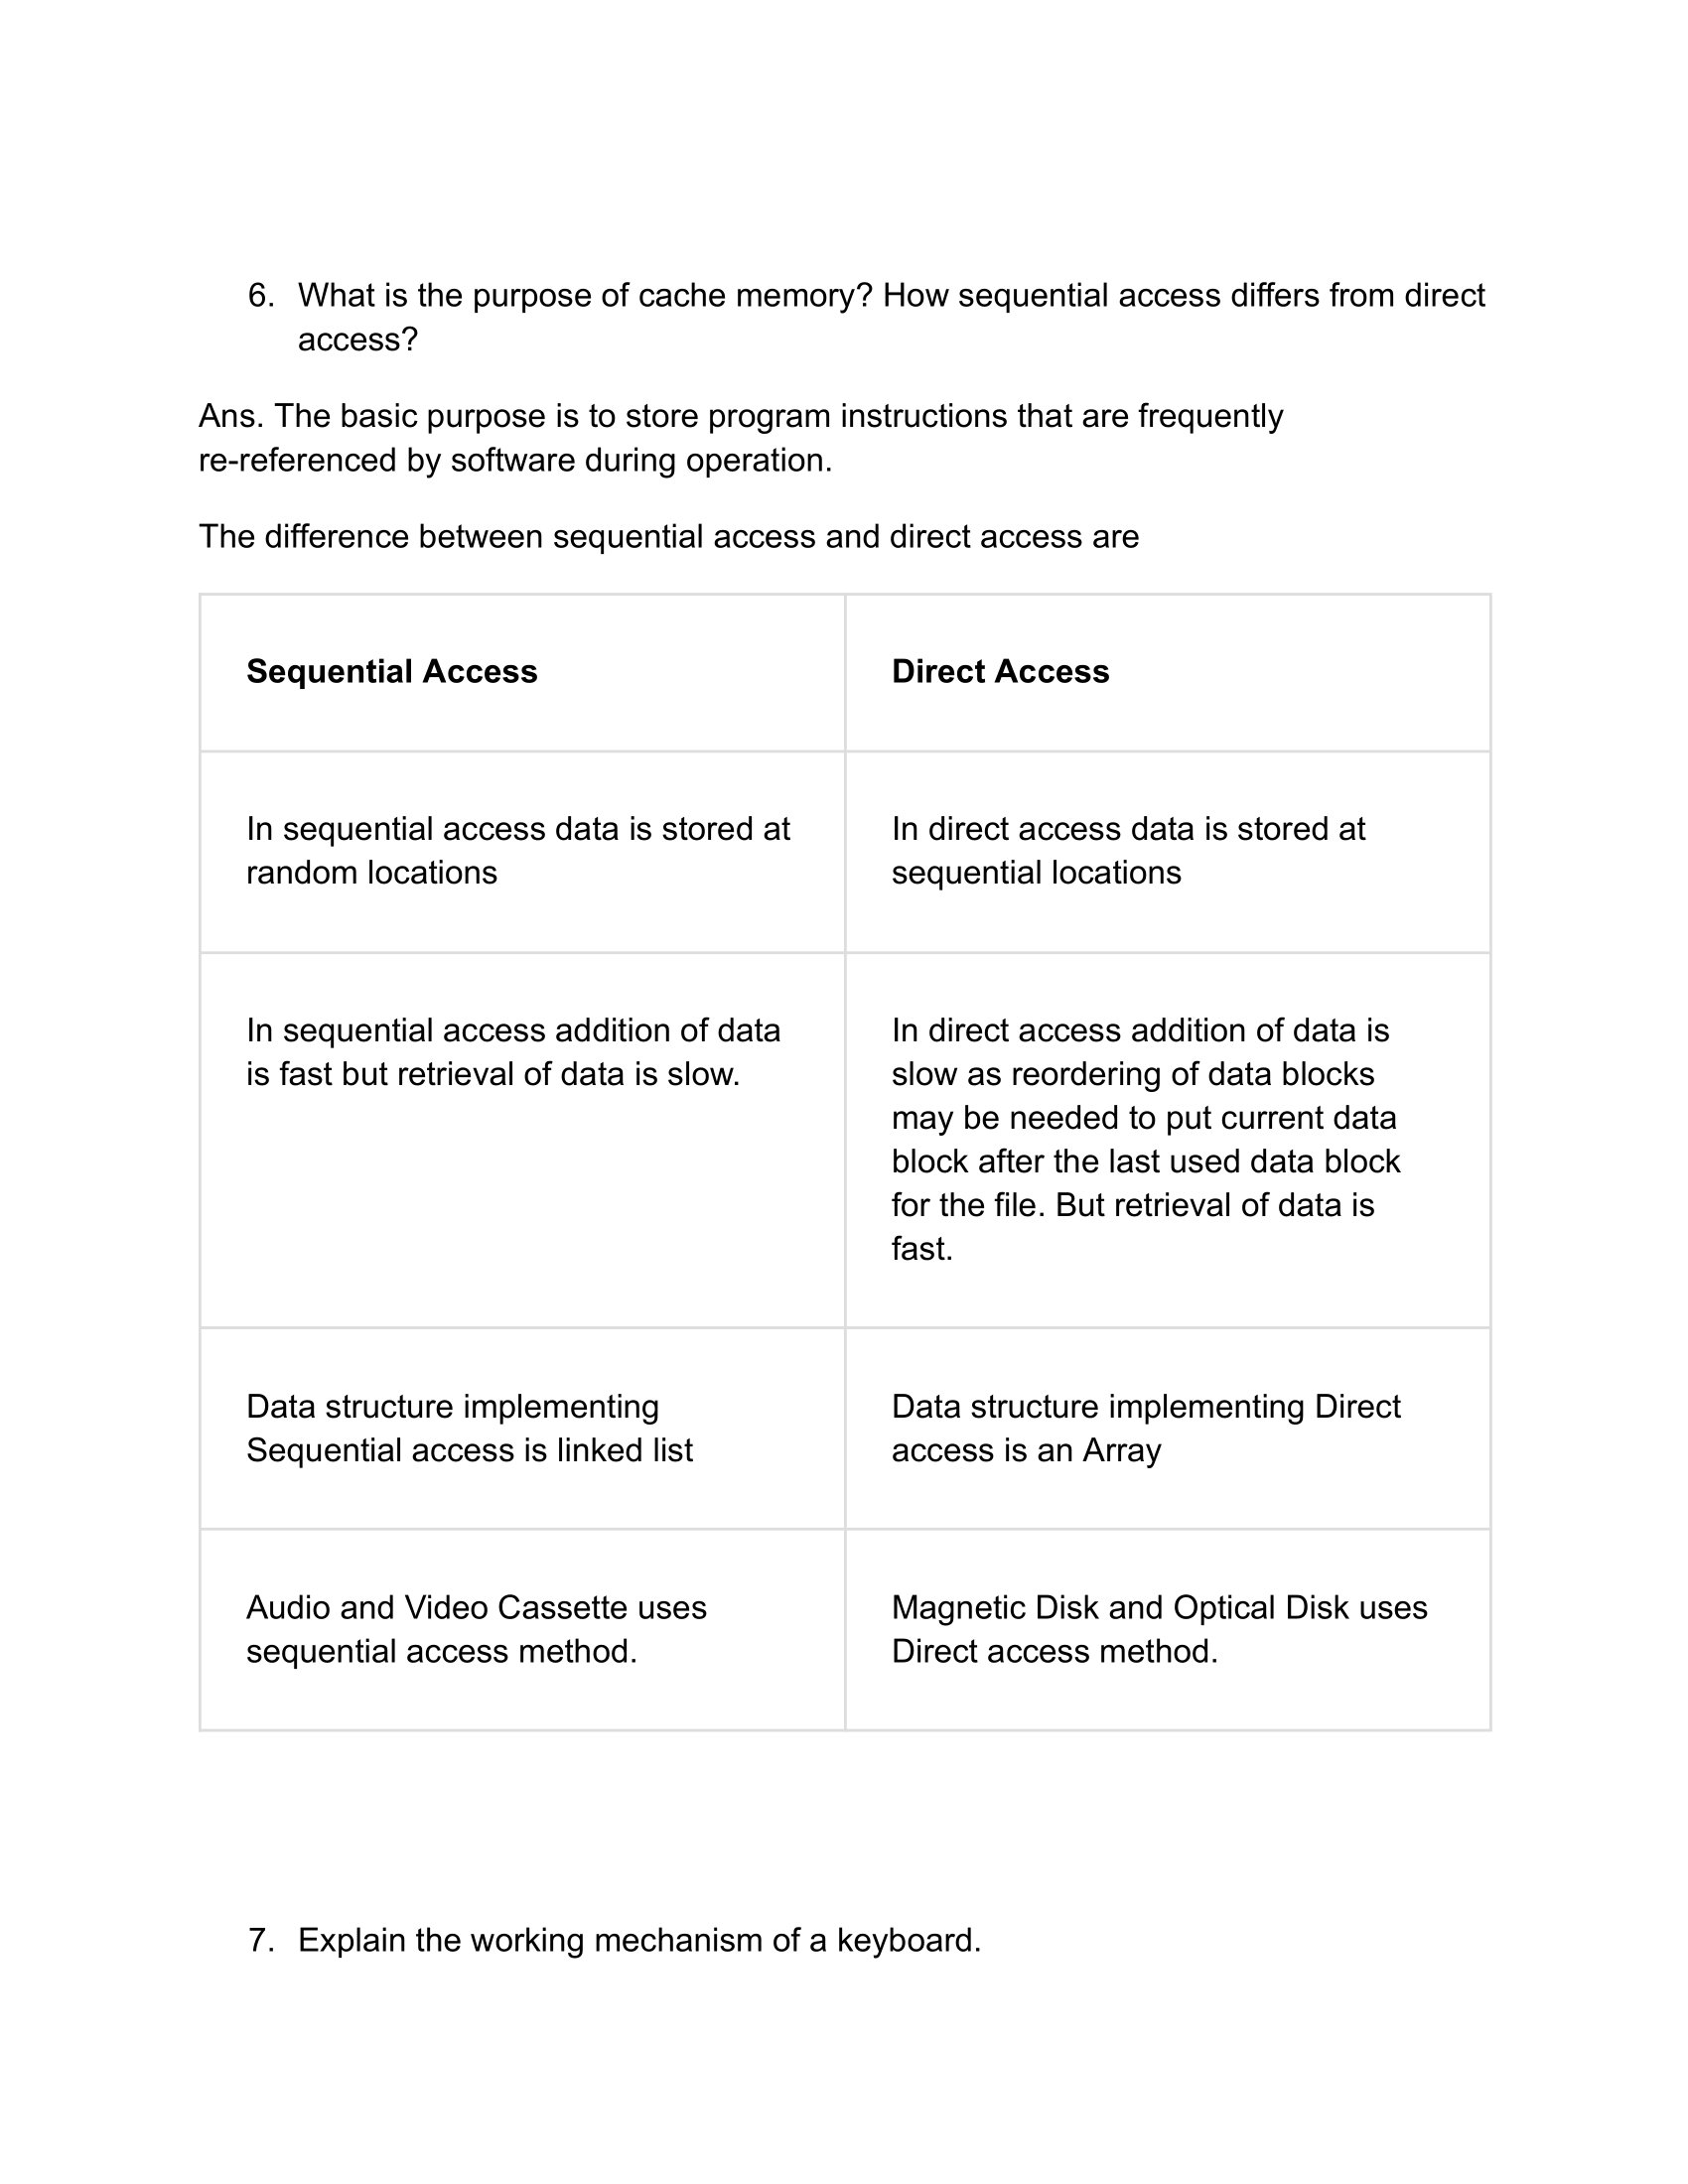 6. What is the purpose of cache memory? How sequential access differs from direct
access?
Ans. The basic purpose is to store program instructions that are frequently
re-referenced by software during operation.
The difference between sequential access and direct access are
Sequential Access
Direct Access
In sequential access data is stored at
random locations
In direct access data is stored at
sequential locations
In sequential access addition of data
is fast but retrieval of data is slow.
In direct access addition of data is
slow as reordering of data blocks
may be needed to put current data
block after the last used data block
for the file. But retrieval of data is
fast.
Data structure implementing
Sequential access is linked list
Data structure implementing Direct
access is an Array
Audio and Video Cassette uses
sequential access method.
Magnetic Disk and Optical Disk uses
Direct access method.
7. Explain the working mechanism of a keyboard.